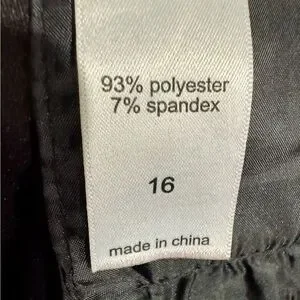 93% polyester
7% spandex
16
made in china